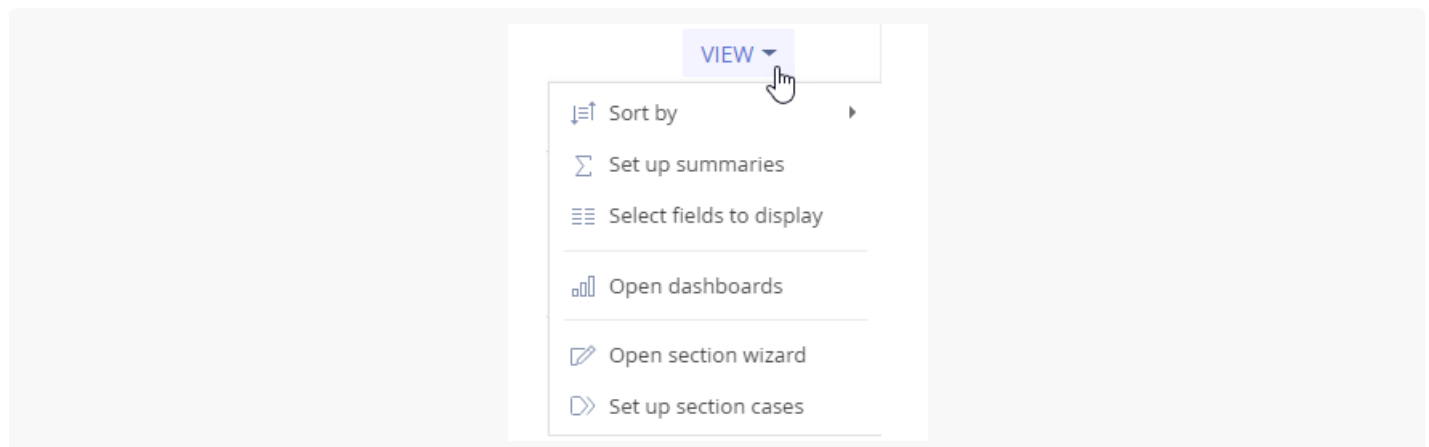 VIEW
Sort by
Set up summaries
Select fields to display
Open dashboards
Open section wizard
Set up section cases